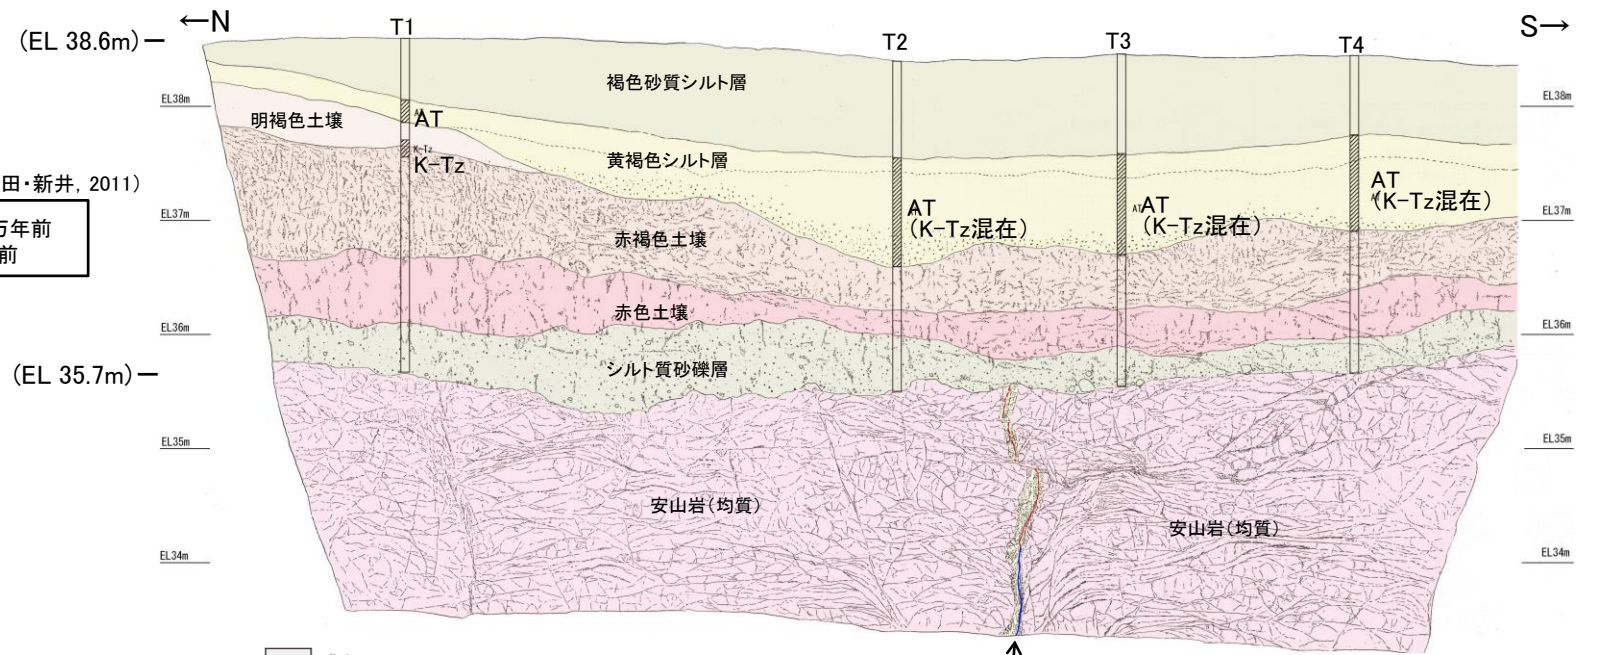 ←N
S→
(EL 38.6m)
T1
T2
T3
T4
褐色砂質シルト層
EL38m
EL38m
明褐色土壌
AT
AT
K-Tz
K-Tz
黄褐色シルト層
田・新井, 2011)
万年前
前
AT
(K-Tz混在)
AT
AT
(K-Tz混在)
AT
(K-Tz混在)
EL37m
EL37m
赤褐色土壌
赤色土壌
EL36m
EL36m
シルト質砂礫層
(EL 35.7m)
EL35m
EL35m
安山岩(均質)
安山岩(均質)
EL34m
EL34m